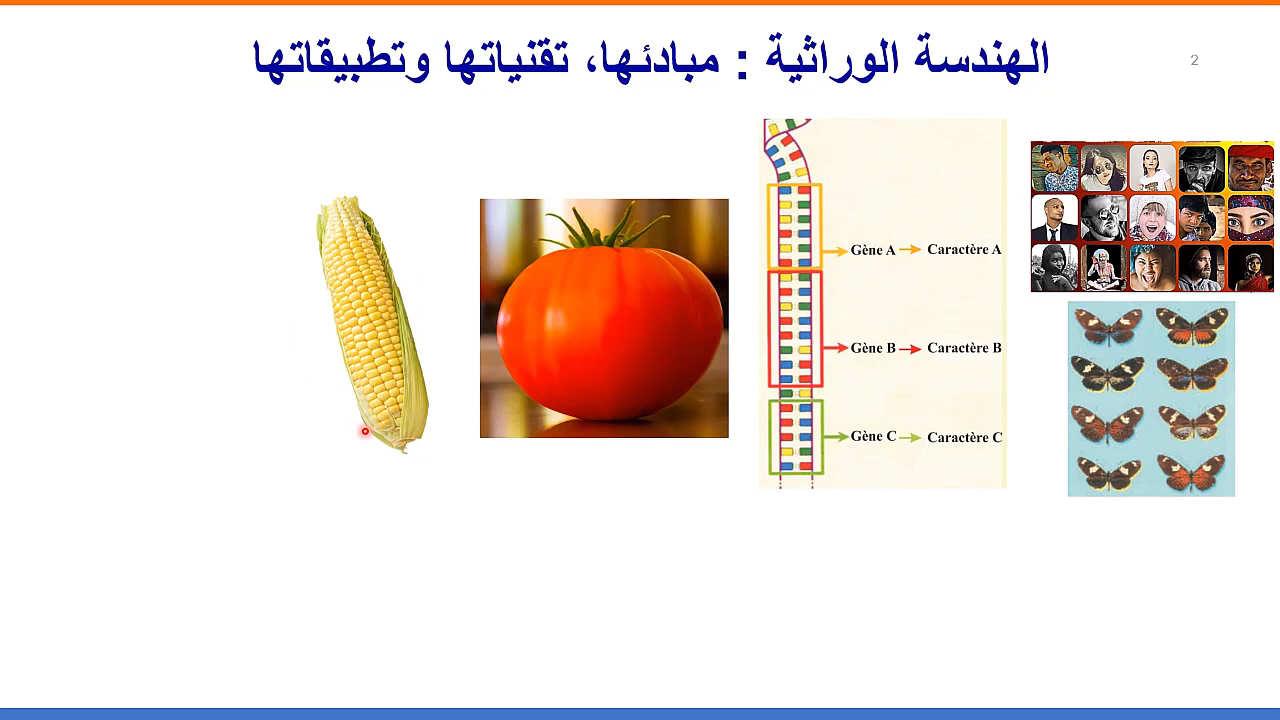 الهندسة الوراثية : مبادئها، تقنياتها وتطبيقاتها
2
Gène A → Caractère A
Gène B → Caractère B
Gène C → Caractère C